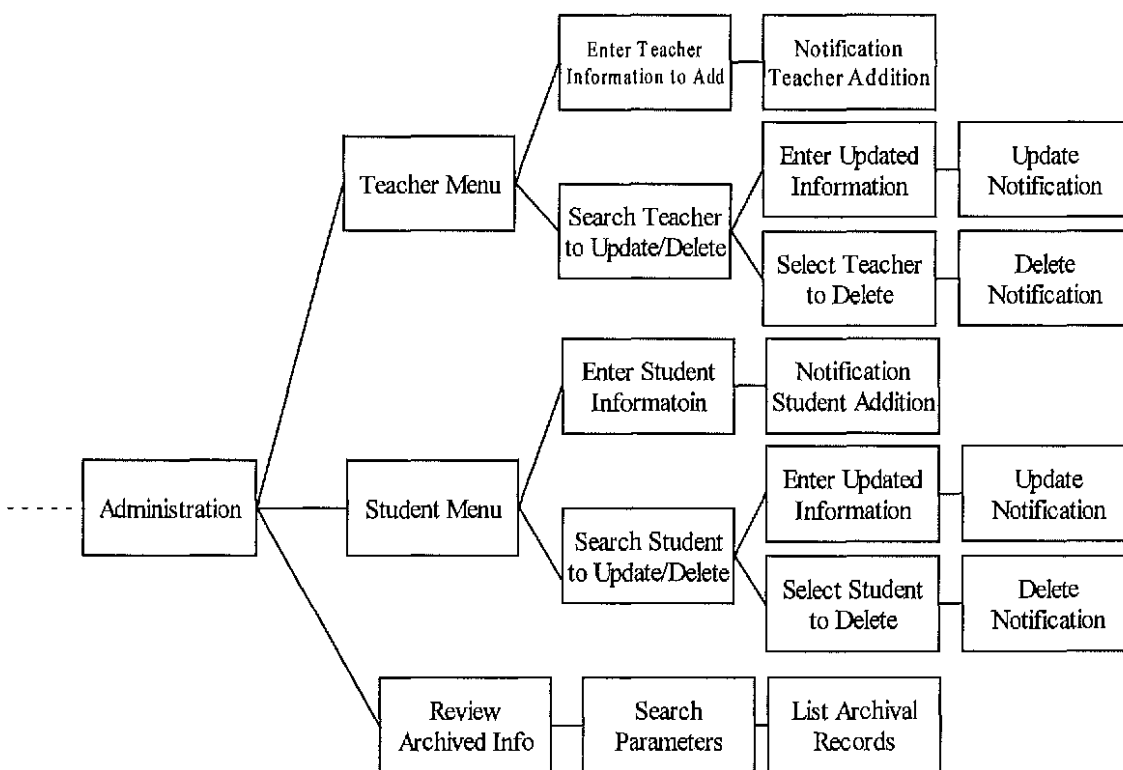 Enter Teacher
Information to Add
Notification
Teacher Addition
Teacher Menu
Enter Updated
Information
Update
Notification
Search Teacher
to Update/Delete
Select Teacher
to Delete
Delete
Notification
Enter Student
Informatoin
Notification
Student Addition
Administration
Student Menu
Enter Updated
Information
Update
Notification
Search Student
to Update/Delete
Select Student
to Delete
Delete
Notification
Review
Archived Info
Search
Parameters
List Archival
Records